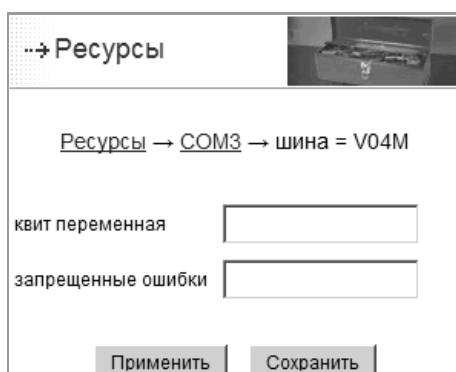 Ресурсы
Ресурсы → COM3 → шина = V04M
квит переменная
запрещенные ошибки
Применить Сохранить